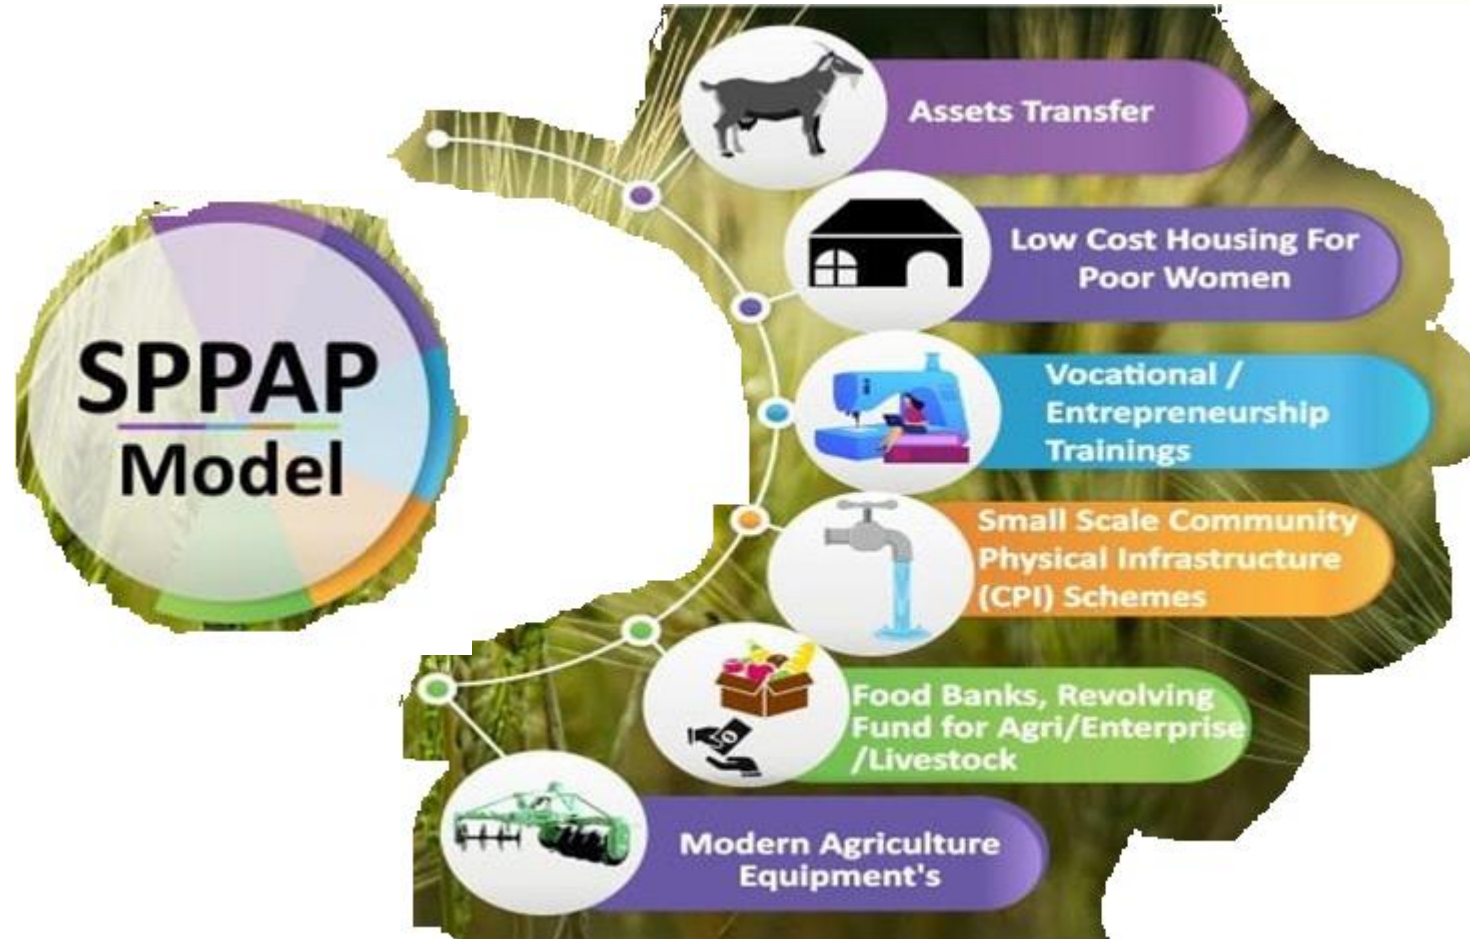 SPPAP
Model
Assets Transfer
Low Cost Housing For
Poor Women
Vocational /
Entrepreneurship
Trainings
Small Scale Community
Physical Infrastructure
(CPI) Schemes
Food Banks, Revolving
Fund for Agri/Enterprise
/Livestock
Modern Agriculture
Equipment's